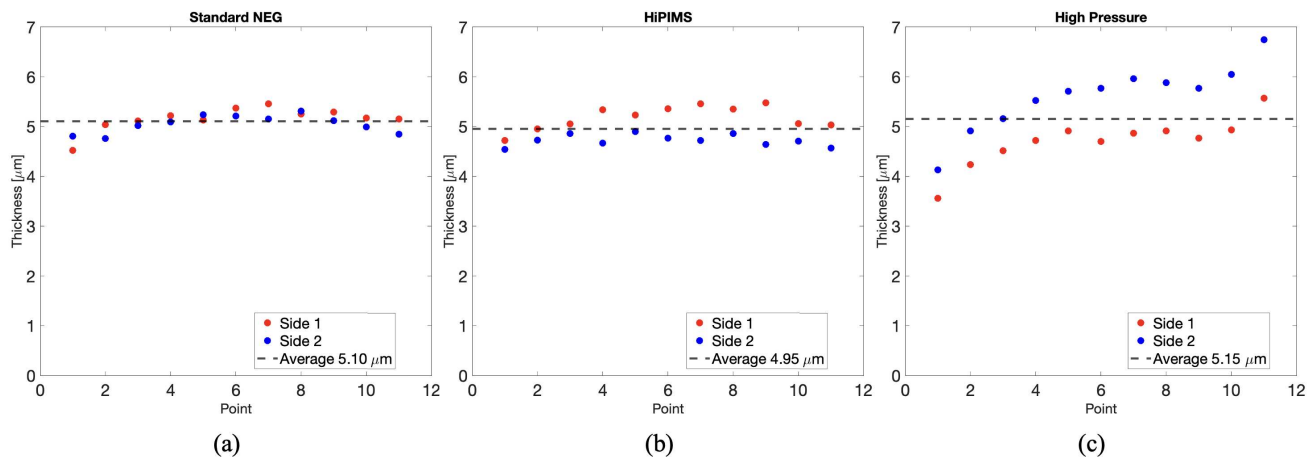 Standard NEG
7
6
5
4
3
2
1
0
Thickness [μm]
0
2
4
6
8
10
12
Point
Side 1
Side 2
Average 5.10 μm
(a)
HiPIMS
7
6
5
4
3
2
1
0
Thickness [μm]
0
2
4
6
8
10
12
Point
Side 1
Side 2
Average 4.95 μm
(b)
High Pressure
7
6
5
4
3
2
1
0
Thickness [μm]
0
2
4
6
8
10
12
Point
Side 1
Side 2
Average 5.15 μm
(c)